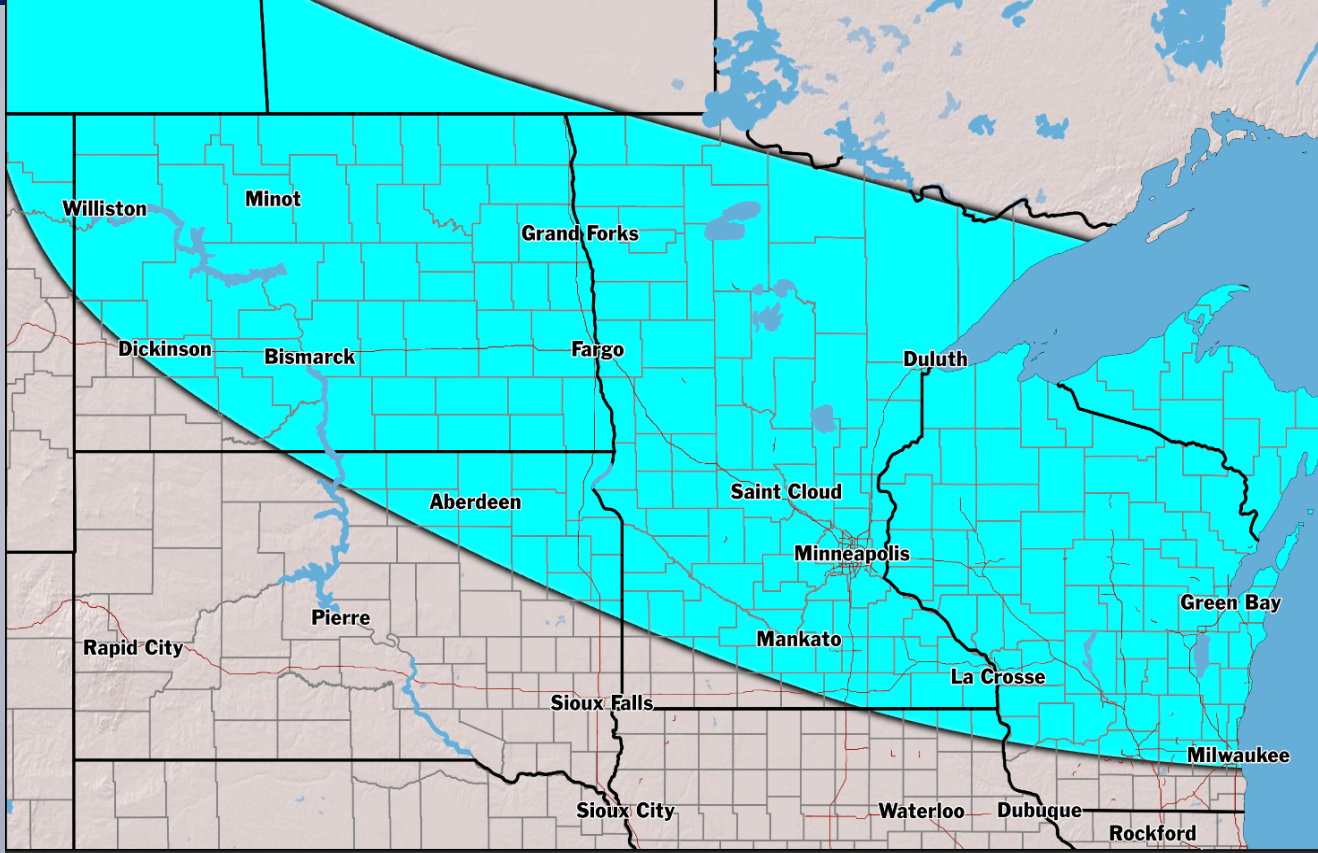 Minot
Williston
Grand Forks
Dickinson
Bismarck
Fargo
Duluth
Aberdeen
Saint Cloud
Minneapolis
Green Bay
Pierre
Mankato
Rapid City
La Crosse
Sioux Falls
Milwaukee
Sioux City
Waterloo
Dubuque
Rockford